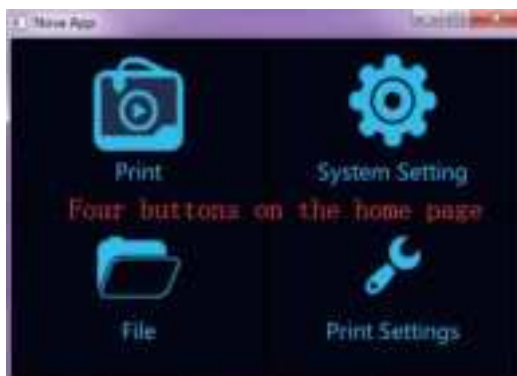 Nova App
Print
System Setting
Four buttons on the home page
File
Print Settings